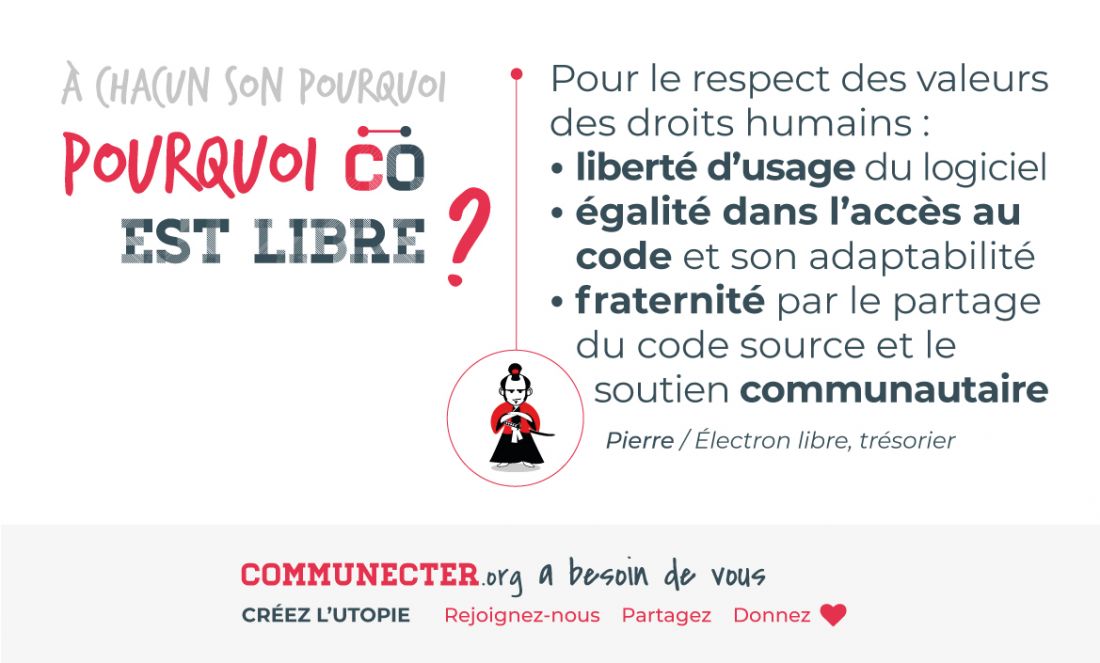 À CHACUN SON POURQUOI
POURQUOI CO
EST LIBRE ?
Pour le respect des valeurs
des droits humains :
• liberté d’usage du logiciel
• égalité dans l’accès au
code et son adaptabilité
• fraternité par le partage
du code source et le
soutien communautaire
Pierre / Électron libre, trésorier
COMMUNECTER.org a besoin de vous
CRÉEZ L’UTOPIE Rejoignez-nous Partagez Donnez